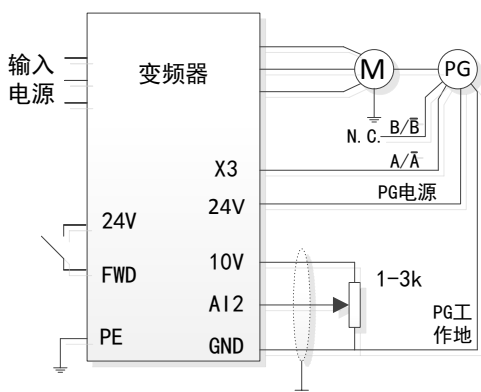 输入
电源
变频器
M
PG
N.C.
B/B̅
A/A̅
X3
PG电源
24V
24V
10V
FWD
1-3k
AI2
PG工
作地
PE
GND